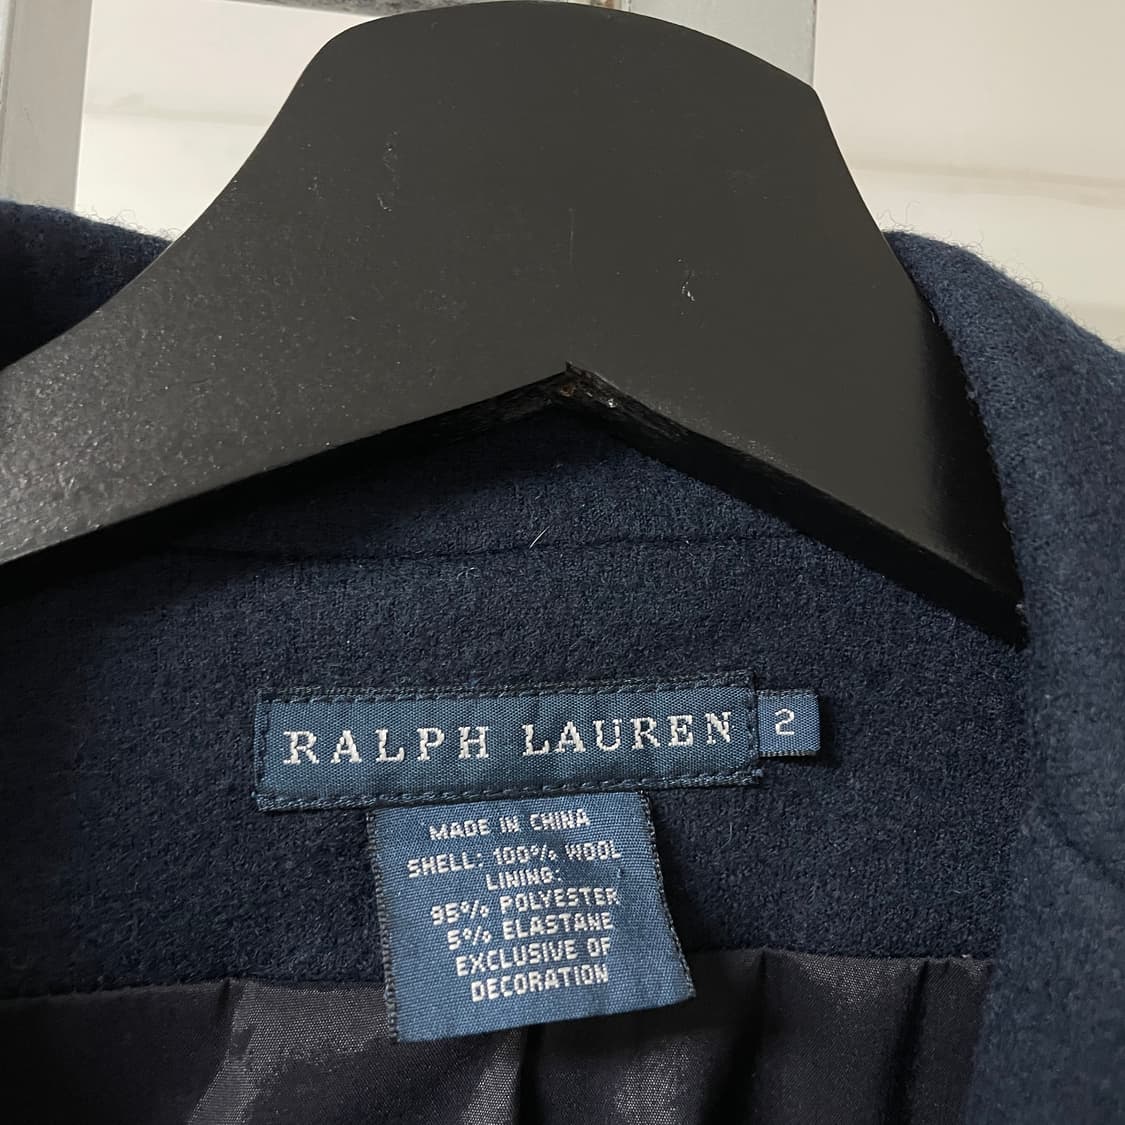 RALPH LAUREN
2
MADE IN CHINA
SHELL: 100% WOOL
LINING:
95% POLYESTER
5% ELASTANE
EXCLUSIVE OF
DECORATION